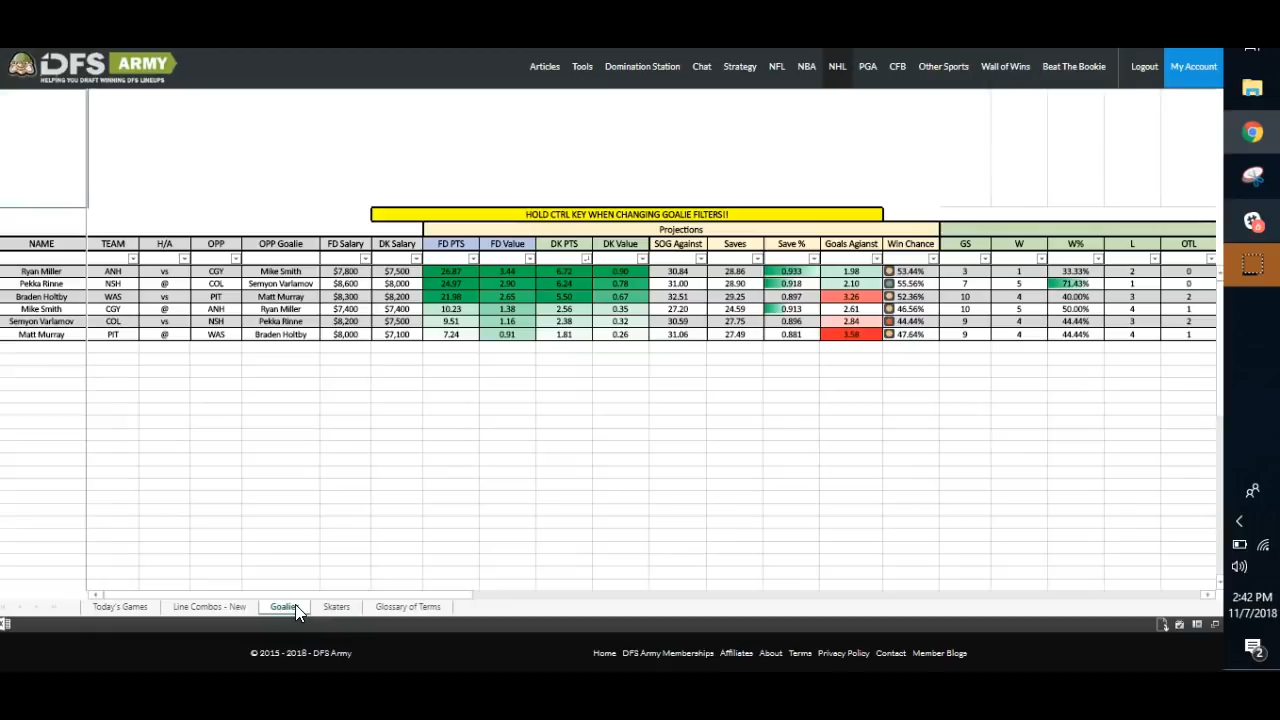 DFS ARMY
HELPING YOU DRAFT WINNING DFS LINEUPS
Articles Tools Domination Station Chat Strategy NFL NBA NHL PGA CFB Other Sports Wall of Wins Beat The Bookie Logout My Account
HOLD CTRL KEY WHEN CHANGING GOALIE FILTERS!!
Projections
NAME TEAM H/A OPP OPP Goalie FD Salary DK Salary FD PTS FD Value DK PTS DK Value SOG Against Saves Save % Goals Agianst Win Chance GS W W% L OTL
Ryan Miller ANH vs CGY Mike Smith $7,800 $7,500 26.87 3.44 6.72 0.90 30.84 28.86 0.933 1.98 53.44% 3 1 33.33% 2 0
Pekka Rinne NSH @ COL Semyon Varlamov $8,600 $8,000 24.97 2.90 6.24 0.78 31.00 28.90 0.918 2.10 55.56% 7 5 71.43% 1 0
Braden Holtby WAS vs PIT Matt Murray $8,300 $8,200 21.98 2.65 5.50 0.67 32.51 29.25 0.897 3.26 52.36% 10 4 40.00% 3 2
Mike Smith CGY @ ANH Ryan Miller $7,400 $7,400 10.23 1.38 2.56 0.35 27.20 24.59 0.913 2.61 46.56% 10 5 50.00% 4 1
Semyon Varlamov COL vs NSH Pekka Rinne $8,200 $7,500 9.51 1.16 2.38 0.32 30.59 27.75 0.896 2.84 44.44% 9 4 44.44% 3 2
Matt Murray PIT @ WAS Braden Holtby $8,000 $7,100 7.24 0.91 1.81 0.26 31.06 27.49 0.881 3.58 47.64% 9 4 44.44% 4 1
Today's Games Line Combos - New Goalies Skaters Glossary of Terms
© 2015 - 2018 - DFS Army Home DFS Army Memberships Affiliates About Terms Privacy Policy Contact Member Blogs
2:42 PM
11/7/2018
2